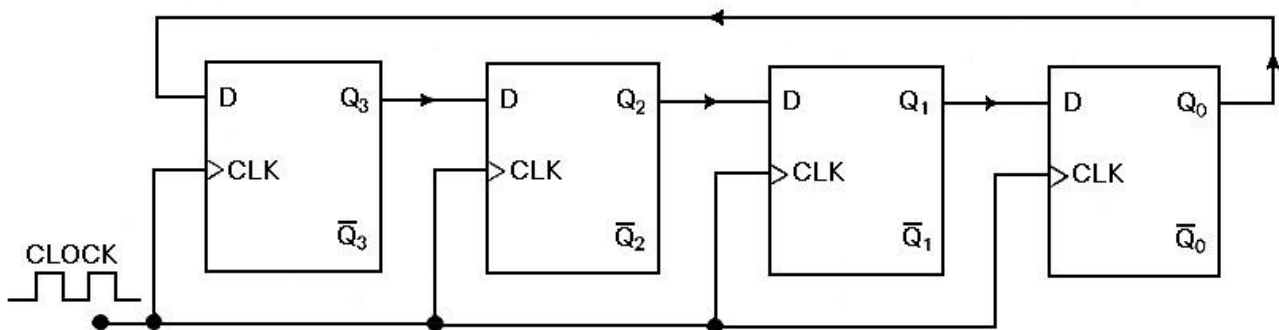 D Q₃ D Q₂ D Q₁ D Q₀
CLK CLK CLK CLK
Q̅₃ Q̅₂ Q̅₁ Q̅₀
CLOCK